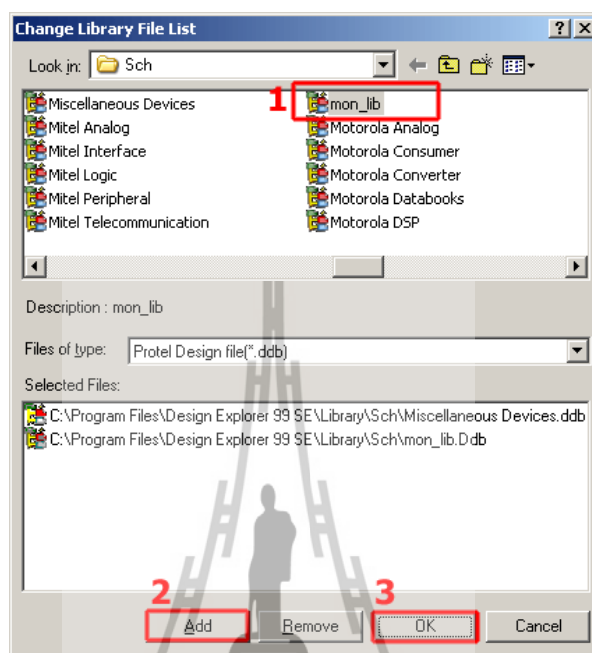 Change Library File List
Look in: Sch
Miscellaneous Devices
Mitel Analog
Mitel Interface
Mitel Logic
Mitel Peripheral
Mitel Telecommunication
1
mon_lib
Motorola Analog
Motorola Consumer
Motorola Converter
Motorola Databooks
Motorola DSP
Description : mon_lib
Files of type: Protel Design file(*.ddb)
Selected Files:
C:\Program Files\Design Explorer 99 SE\Library\Sch\Miscellaneous Devices.ddb
C:\Program Files\Design Explorer 99 SE\Library\Sch\mon_lib.Ddb
2 3
Add Remove OK Cancel